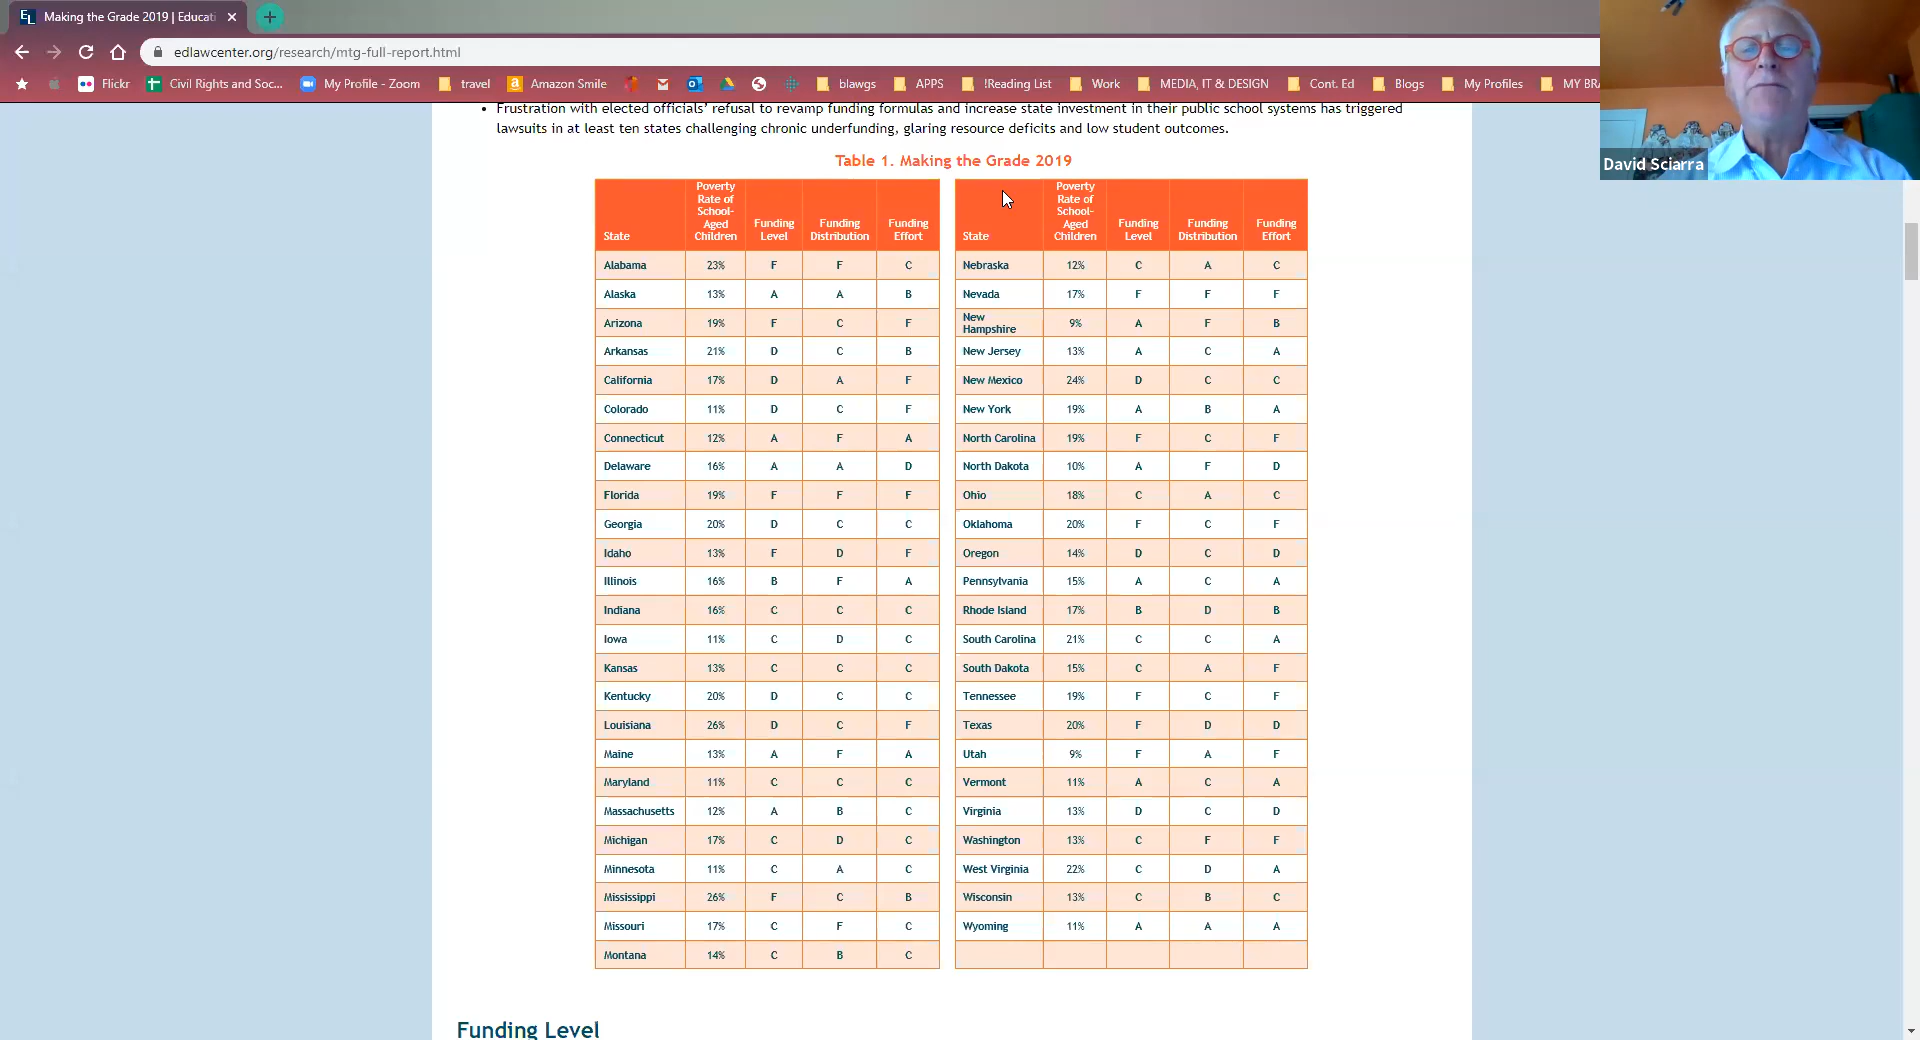 Making the Grade 2019 | Educati
edlawcenter.org/research/mtg-full-report.html
Flickr Civil Rights and Soc... My Profile - Zoom travel Amazon Smile blawgs APPS !Reading List Work MEDIA, IT & DESIGN Cont. Ed Blogs My Profiles MY BR
David Sciarra
• Frustration with elected officials' refusal to revamp funding formulas and increase state investment in their public school systems has triggered
lawsuits in at least ten states challenging chronic underfunding, glaring resource deficits and low student outcomes.
Table 1. Making the Grade 2019
State Poverty Rate of School-Aged Children Funding Level Funding Distribution Funding Effort
Alabama 23% F F C
Alaska 13% A A B
Arizona 19% F C F
Arkansas 21% D C B
California 17% D A F
Colorado 11% D C F
Connecticut 12% A F A
Delaware 16% A A D
Florida 19% F F F
Georgia 20% D C C
Idaho 13% F D F
Illinois 16% B F A
Indiana 16% C C C
Iowa 11% C D C
Kansas 13% C C C
Kentucky 20% D C C
Louisiana 26% D C F
Maine 13% A F A
Maryland 11% C C C
Massachusetts 12% A B C
Michigan 17% C D C
Minnesota 11% C A C
Mississippi 26% F C B
Missouri 17% C F C
Montana 14% C B C
State Poverty Rate of School-Aged Children Funding Level Funding Distribution Funding Effort
Nebraska 12% C A C
Nevada 17% F F F
New Hampshire 9% A F B
New Jersey 13% A C A
New Mexico 24% D C C
New York 19% A B A
North Carolina 19% F C F
North Dakota 10% A F D
Ohio 18% C A C
Oklahoma 20% F C F
Oregon 14% D C D
Pennsylvania 15% A C A
Rhode Island 17% B D B
South Carolina 21% C C A
South Dakota 15% C A F
Tennessee 19% F C F
Texas 20% F D D
Utah 9% F A F
Vermont 11% A C A
Virginia 13% D C D
Washington 13% C F F
West Virginia 22% C D A
Wisconsin 13% C B C
Wyoming 11% A A A
Funding Level